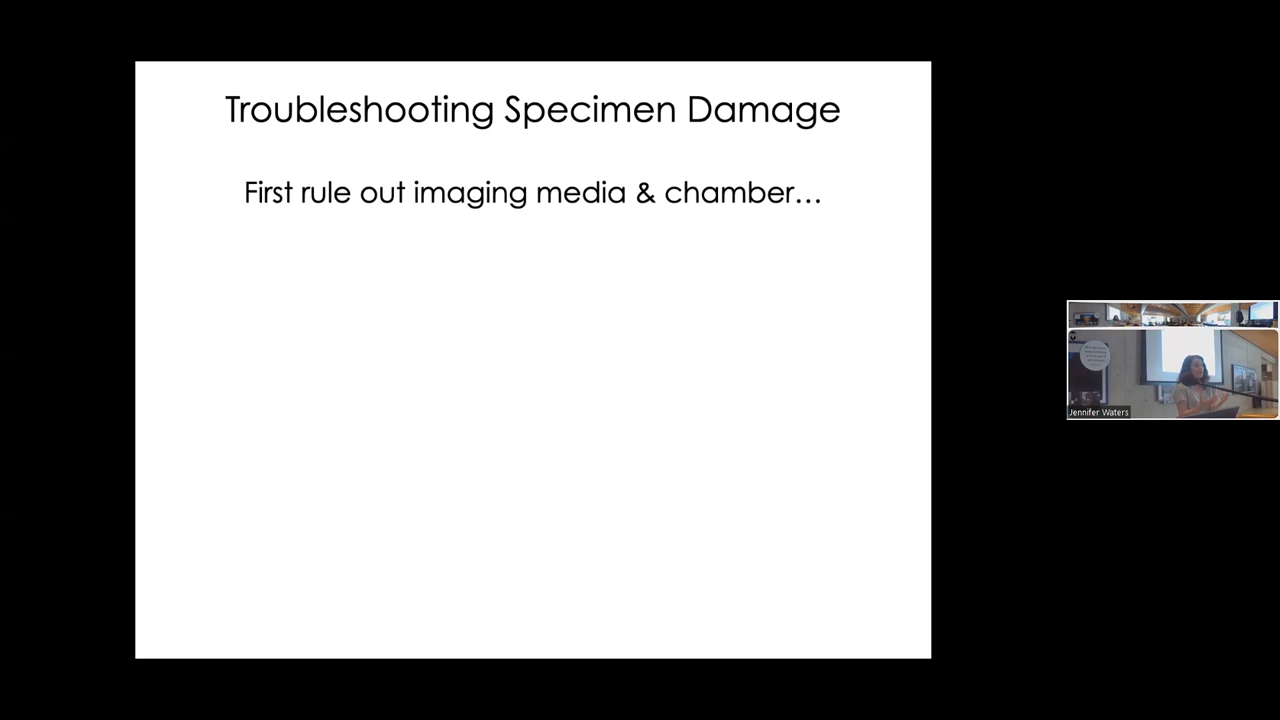 Troubleshooting Specimen Damage
First rule out imaging media & chamber...
Jennifer Waters